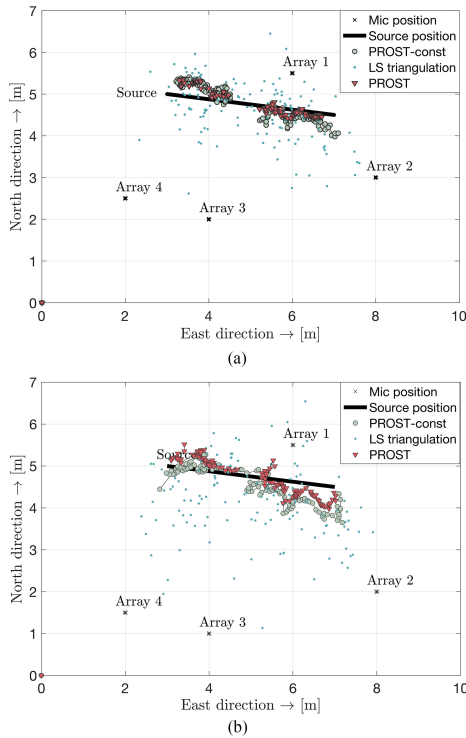 7
6
5
4
3
2
1
0
North direction → [m]
Mic position
Source position
PROST-const
LS triangulation
PROST
Array 1
Source
Array 2
Array 4
Array 3
0 2 4 6 8 10
East direction → [m]
(a)
7
6
5
4
3
2
1
0
North direction → [m]
Mic position
Source position
PROST-const
LS triangulation
PROST
Array 1
Source
Array 2
Array 4
Array 3
0 2 4 6 8 10
East direction → [m]
(b)